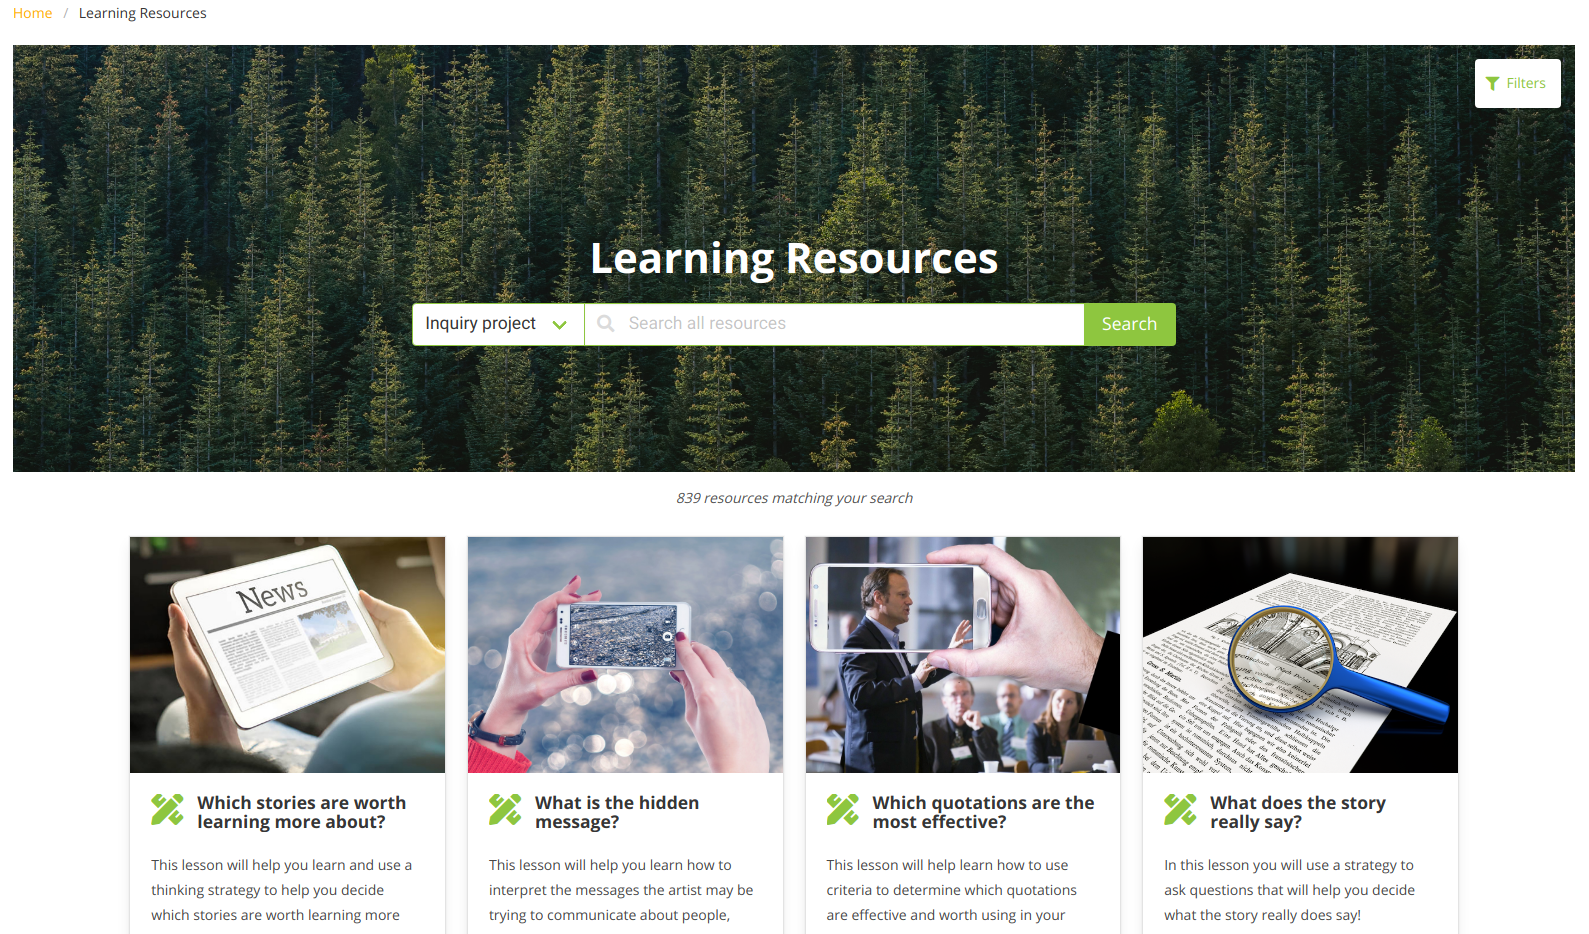 Home / Learning Resources
Filters
Learning Resources
Inquiry project
Search all resources
Search
839 resources matching your search
News
Which stories are worth
learning more about?
This lesson will help you learn and use a
thinking strategy to help you decide
which stories are worth learning more
What is the hidden
message?
This lesson will help you learn how to
interpret the messages the artist may be
trying to communicate about people,
Which quotations are the
most effective?
This lesson will help learn how to use
criteria to determine which quotations
are effective and worth using in your
What does the story
really say?
In this lesson you will use a strategy to
ask questions that will help you decide
what the story really does say!